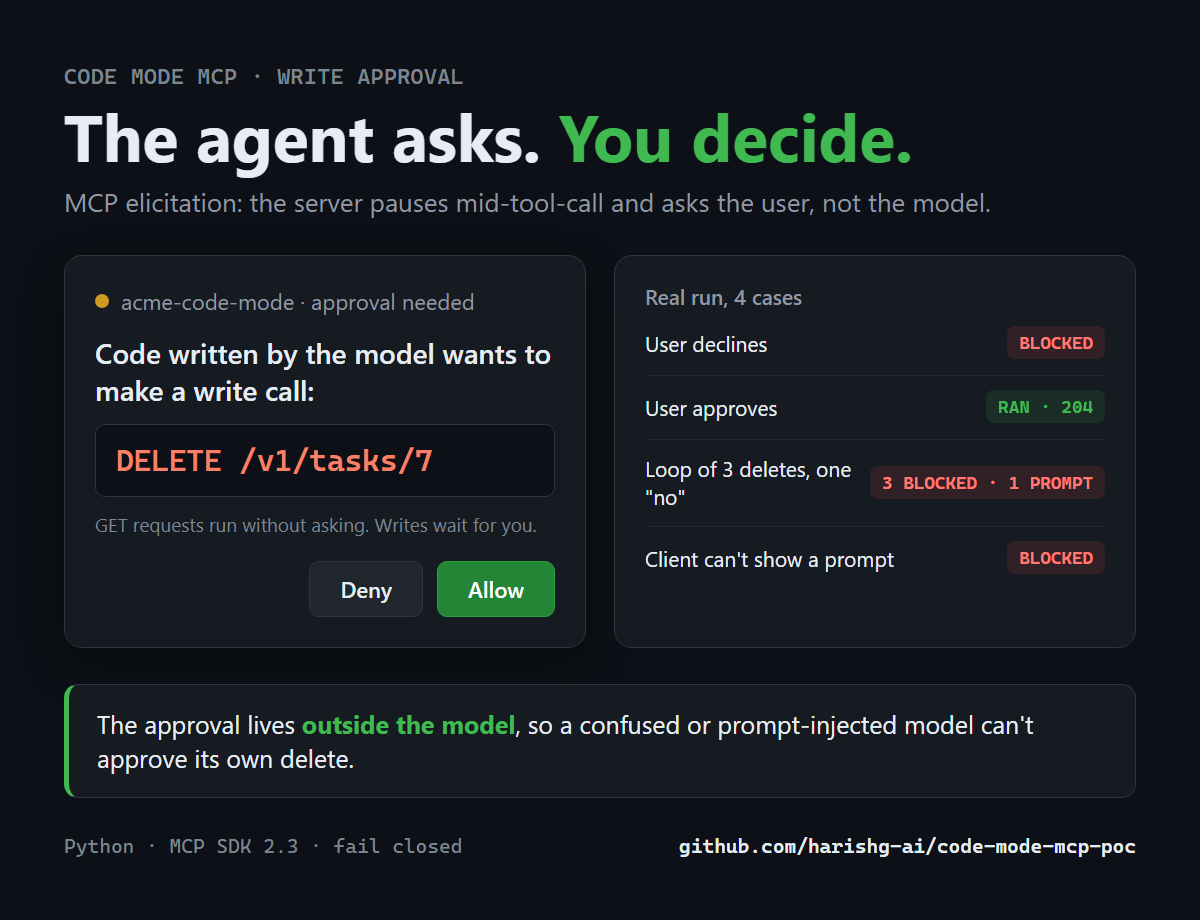 CODE MODE MCP · WRITE APPROVAL
The agent asks. You decide.
MCP elicitation: the server pauses mid-tool-call and asks the user, not the model.
acme-code-mode · approval needed
Code written by the model wants to
make a write call:
DELETE /v1/tasks/7
GET requests run without asking. Writes wait for you.
Deny
Allow
Real run, 4 cases
User declines
BLOCKED
User approves
RAN · 204
Loop of 3 deletes, one
"no"
3 BLOCKED · 1 PROMPT
Client can't show a prompt
BLOCKED
The approval lives outside the model, so a confused or prompt-injected model can't
approve its own delete.
Python · MCP SDK 2.3 · fail closed
github.com/harishg-ai/code-mode-mcp-poc